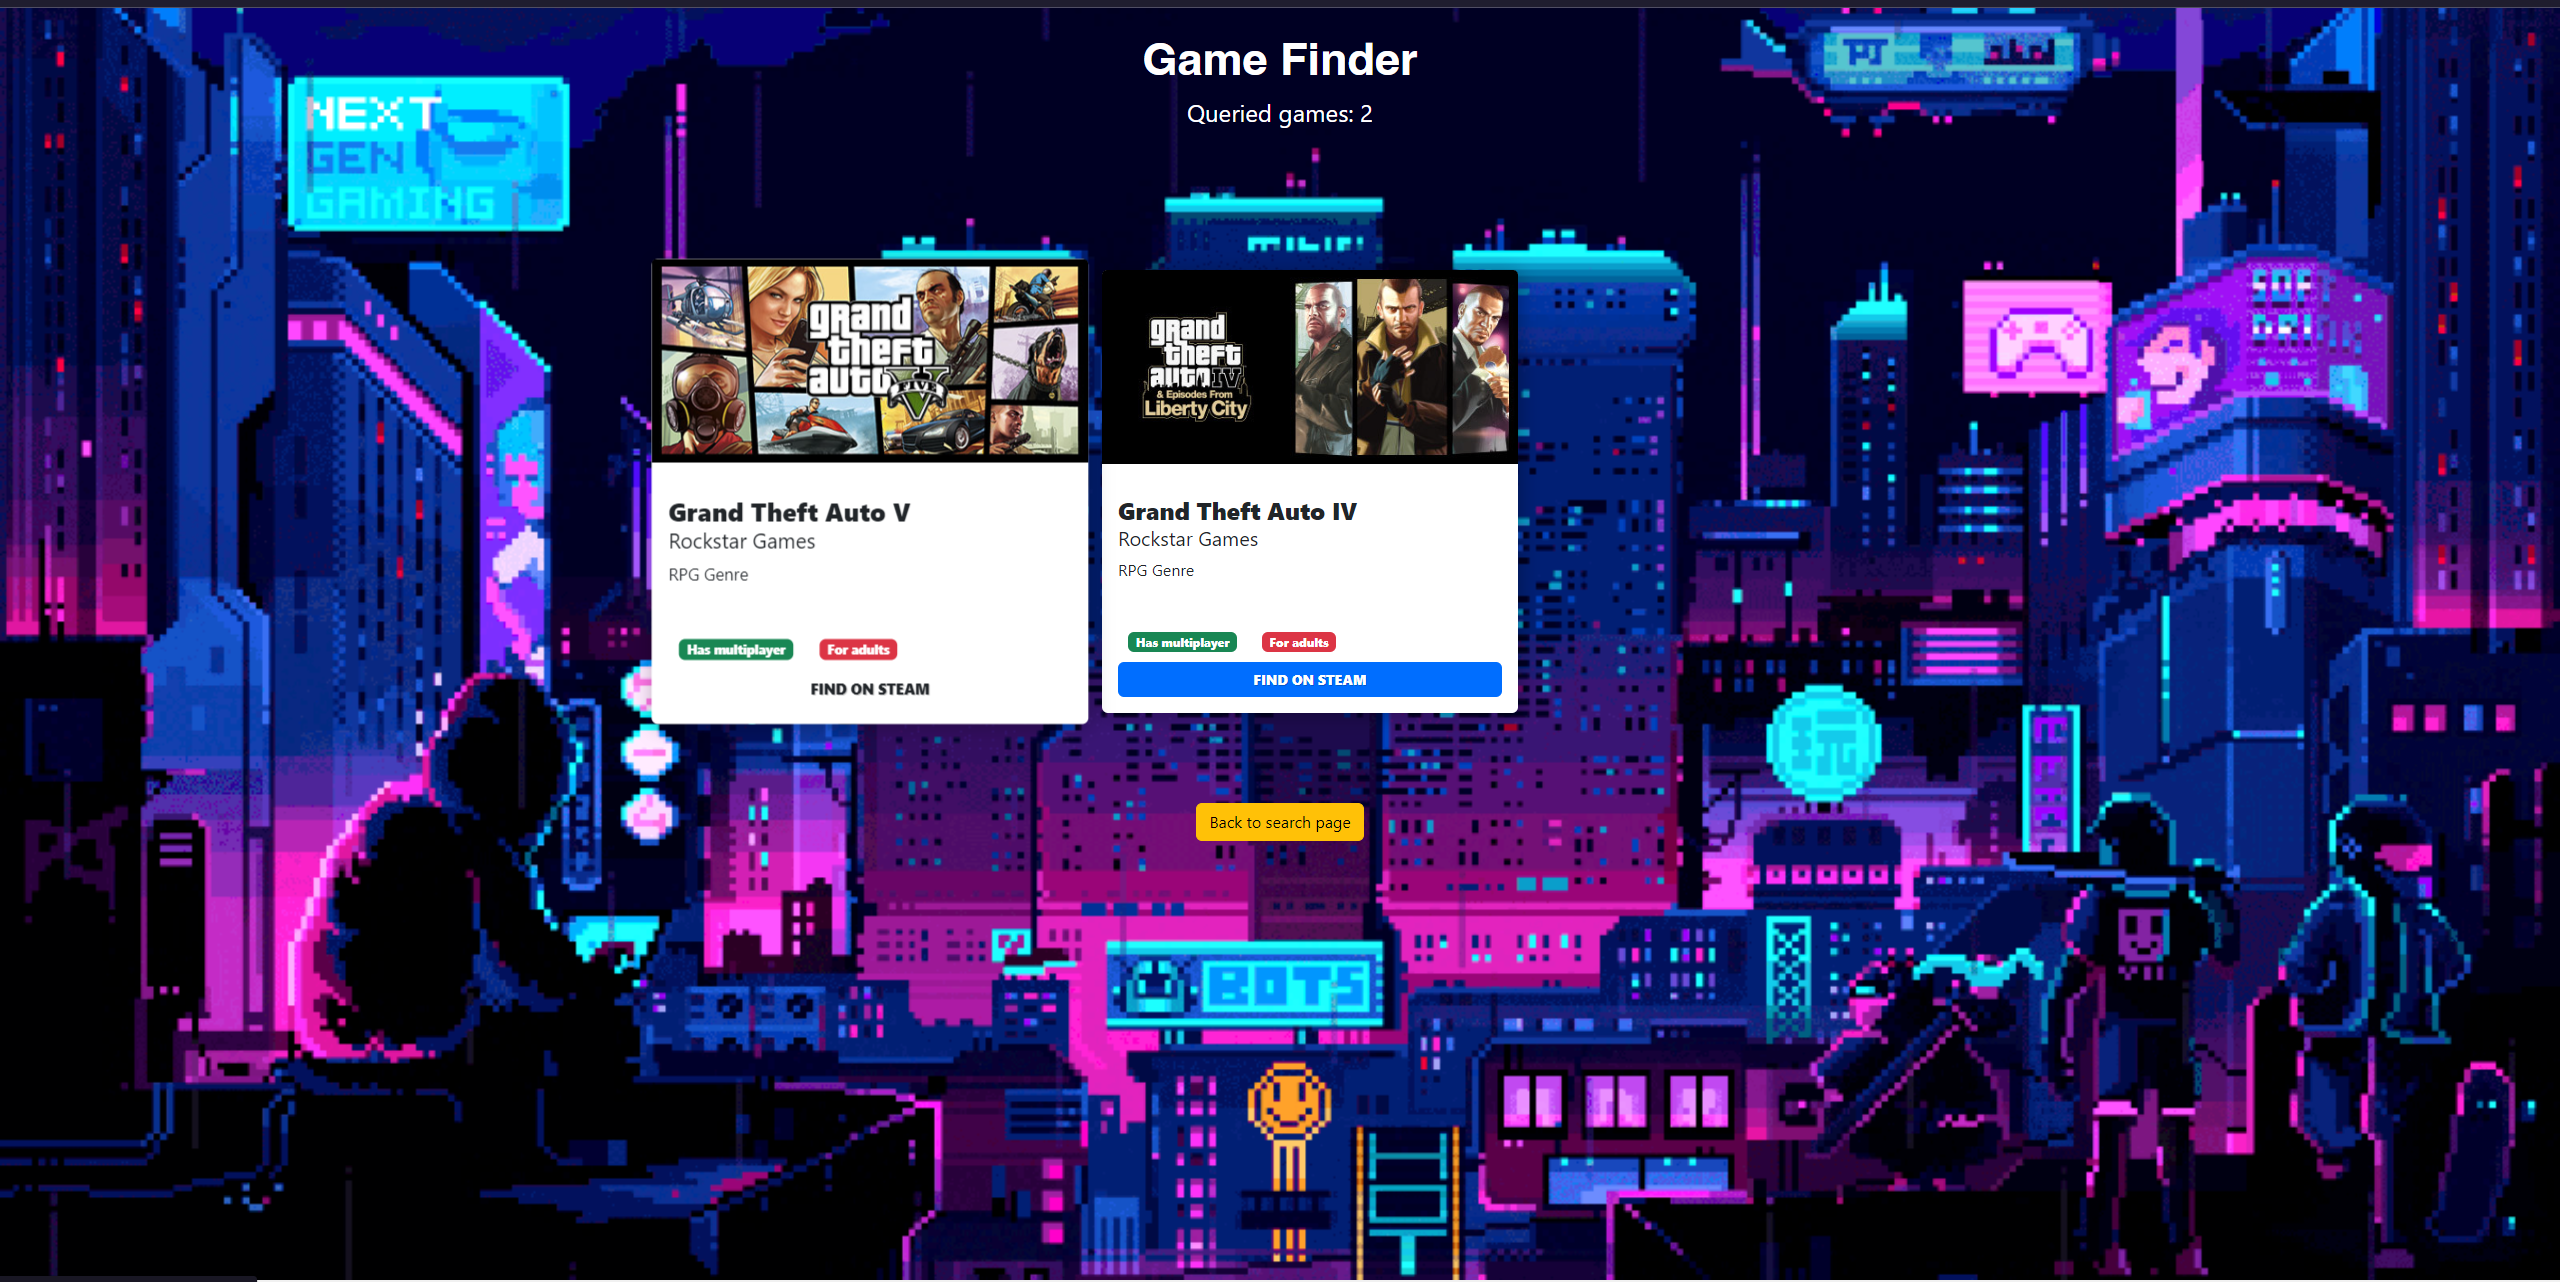 Game Finder
Queried games: 2
NEXT
GEN
GAMING
grand
theft
auto
FIVE
V
grand
theft
auto IV
& Episodes From
Liberty City
Grand Theft Auto V
Rockstar Games
RPG Genre
Has multiplayer
For adults
FIND ON STEAM
Grand Theft Auto IV
Rockstar Games
RPG Genre
Has multiplayer
For adults
FIND ON STEAM
玩
Back to search page
BOTS